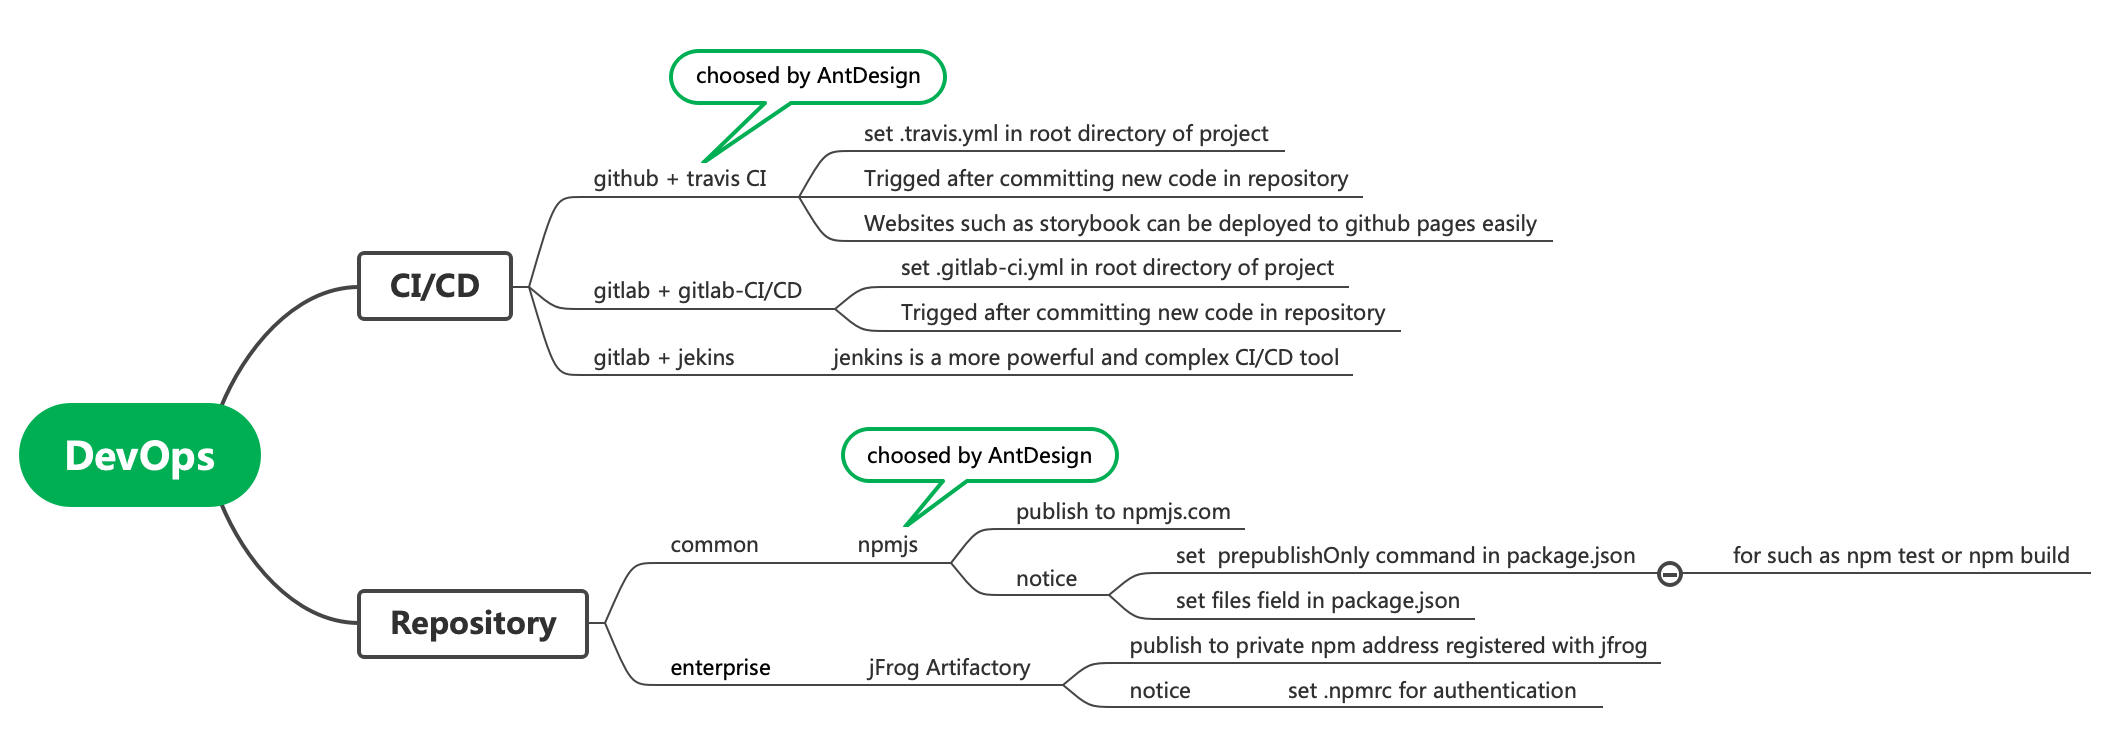 choosed by AntDesign
set .travis.yml in root directory of project
github + travis CI
Trigged after committing new code in repository
Websites such as storybook can be deployed to github pages easily
CI/CD
set .gitlab-ci.yml in root directory of project
gitlab + gitlab-CI/CD
Trigged after committing new code in repository
gitlab + jekins
jenkins is a more powerful and complex CI/CD tool
DevOps
choosed by AntDesign
publish to npmjs.com
common
npmjs
set  prepublishOnly command in package.json
for such as npm test or npm build
notice
set files field in package.json
Repository
publish to private npm address registered with jfrog
enterprise
jFrog Artifactory
notice
set .npmrc for authentication